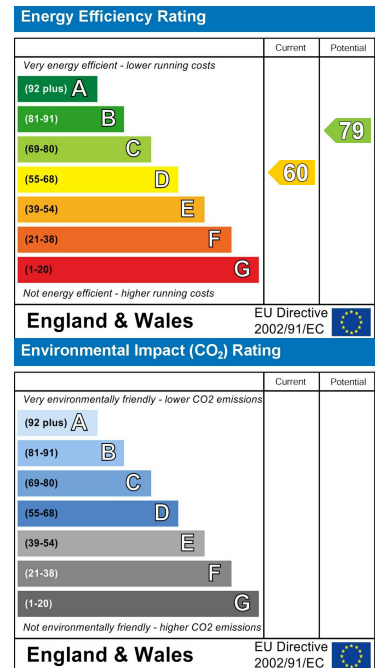 Energy Efficiency Rating
Current Potential
Very energy efficient - lower running costs
(92 plus) A
(81-91) B
(69-80) C
(55-68) D
(39-54) E
(21-38) F
(1-20) G
60
79
Not energy efficient - higher running costs
England & Wales
EU Directive
2002/91/EC
Environmental Impact (CO₂) Rating
Current Potential
Very environmentally friendly - lower CO2 emissions
(92 plus) A
(81-91) B
(69-80) C
(55-68) D
(39-54) E
(21-38) F
(1-20) G
Not environmentally friendly - higher CO2 emissions
England & Wales
EU Directive
2002/91/EC